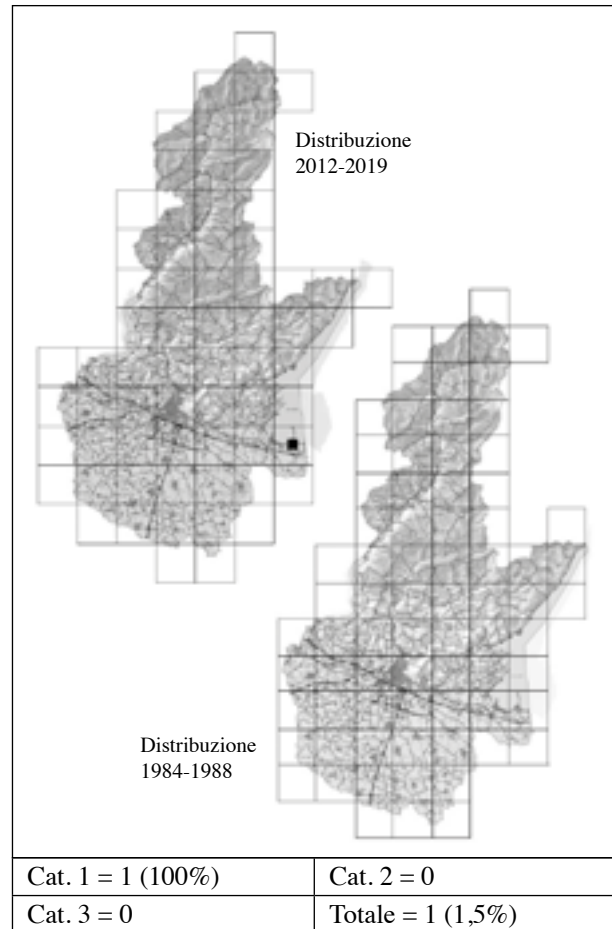 Distribuzione
2012-2019
Distribuzione
1984-1988
Cat. 1 = 1 (100%)
Cat. 2 = 0
Cat. 3 = 0
Totale = 1 (1,5%)